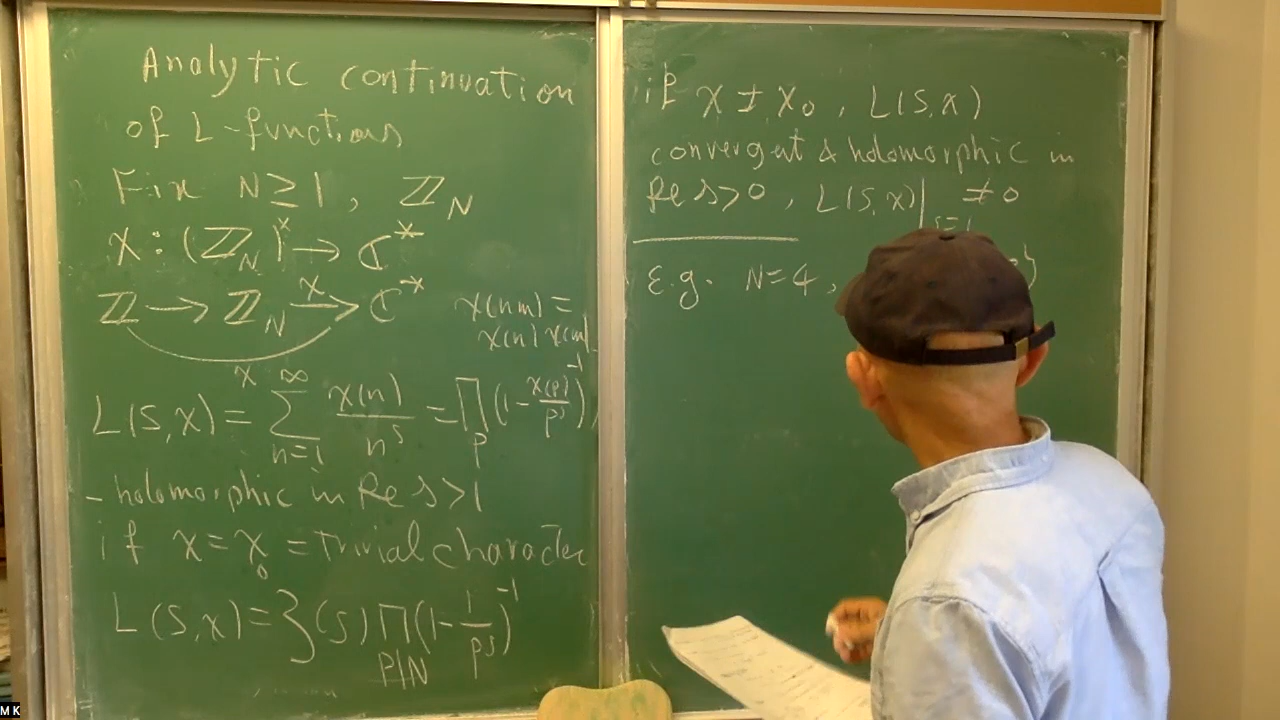 Analytic continuation
of L-functions
Fix N ≥ 1, ℤ_N
χ : (ℤ_N)^× → ℂ^*
ℤ → ℤ_N →^χ ℂ^*
χ
χ(nm) =
χ(n) χ(m)
L(s,χ) = ∑_{n=1}^∞ χ(n)/n^s = ∏_p (1 - χ(p)/p^s)^{-1},
- holomorphic in Re s > 1
if χ = χ_0 = trivial character
L(s,χ) = ζ(s) ∏_{p|N} (1 - 1/p^s)^{-1}
if χ ≠ χ_0, L(s,χ)
convergent & holomorphic in
Re s > 0, L(s,χ)|_{s=1} ≠ 0
E.g. N = 4,
MK